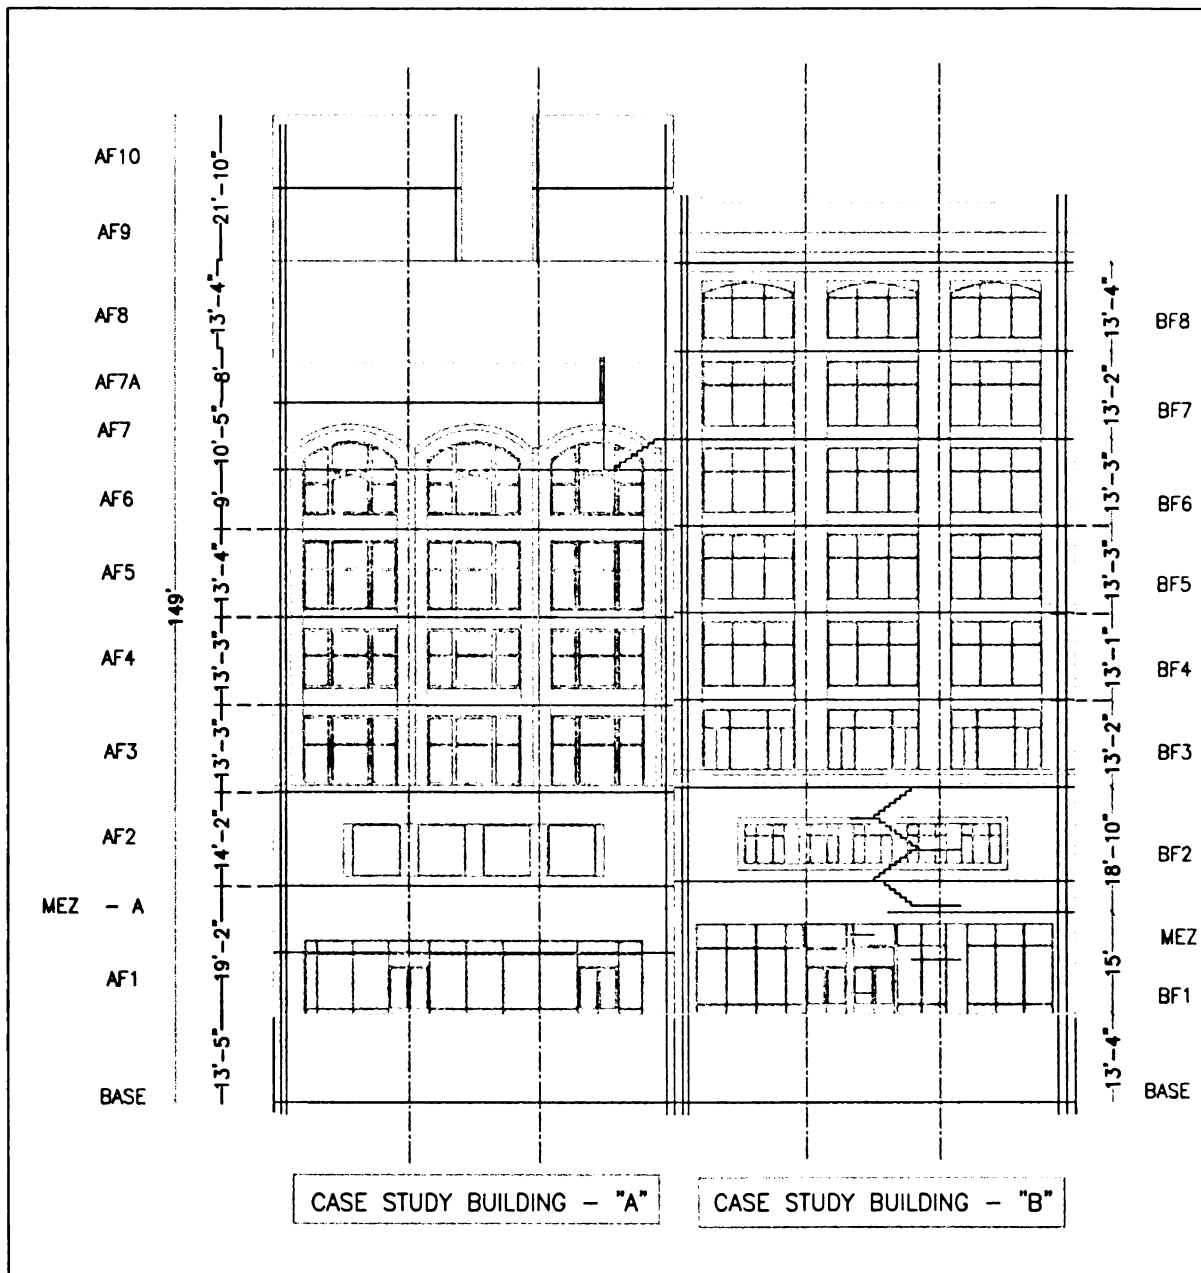 AF10
AF9
AF8
AF7A
AF7
AF6
AF5
AF4
AF3
AF2
MEZ - A
AF1
BASE
149'
21'-10"
13'-4"
8'
10'-5"
9'
13'-4"
13'-3"
13'-3"
14'-2"
19'-2"
13'-5"
13'-4"
13'-2"
13'-3"
13'-3"
13'-1"
13'-2"
18'-10"
15'
13'-4"
BF8
BF7
BF6
BF5
BF4
BF3
BF2
MEZ
BF1
BASE
CASE STUDY BUILDING - "A"
CASE STUDY BUILDING - "B"